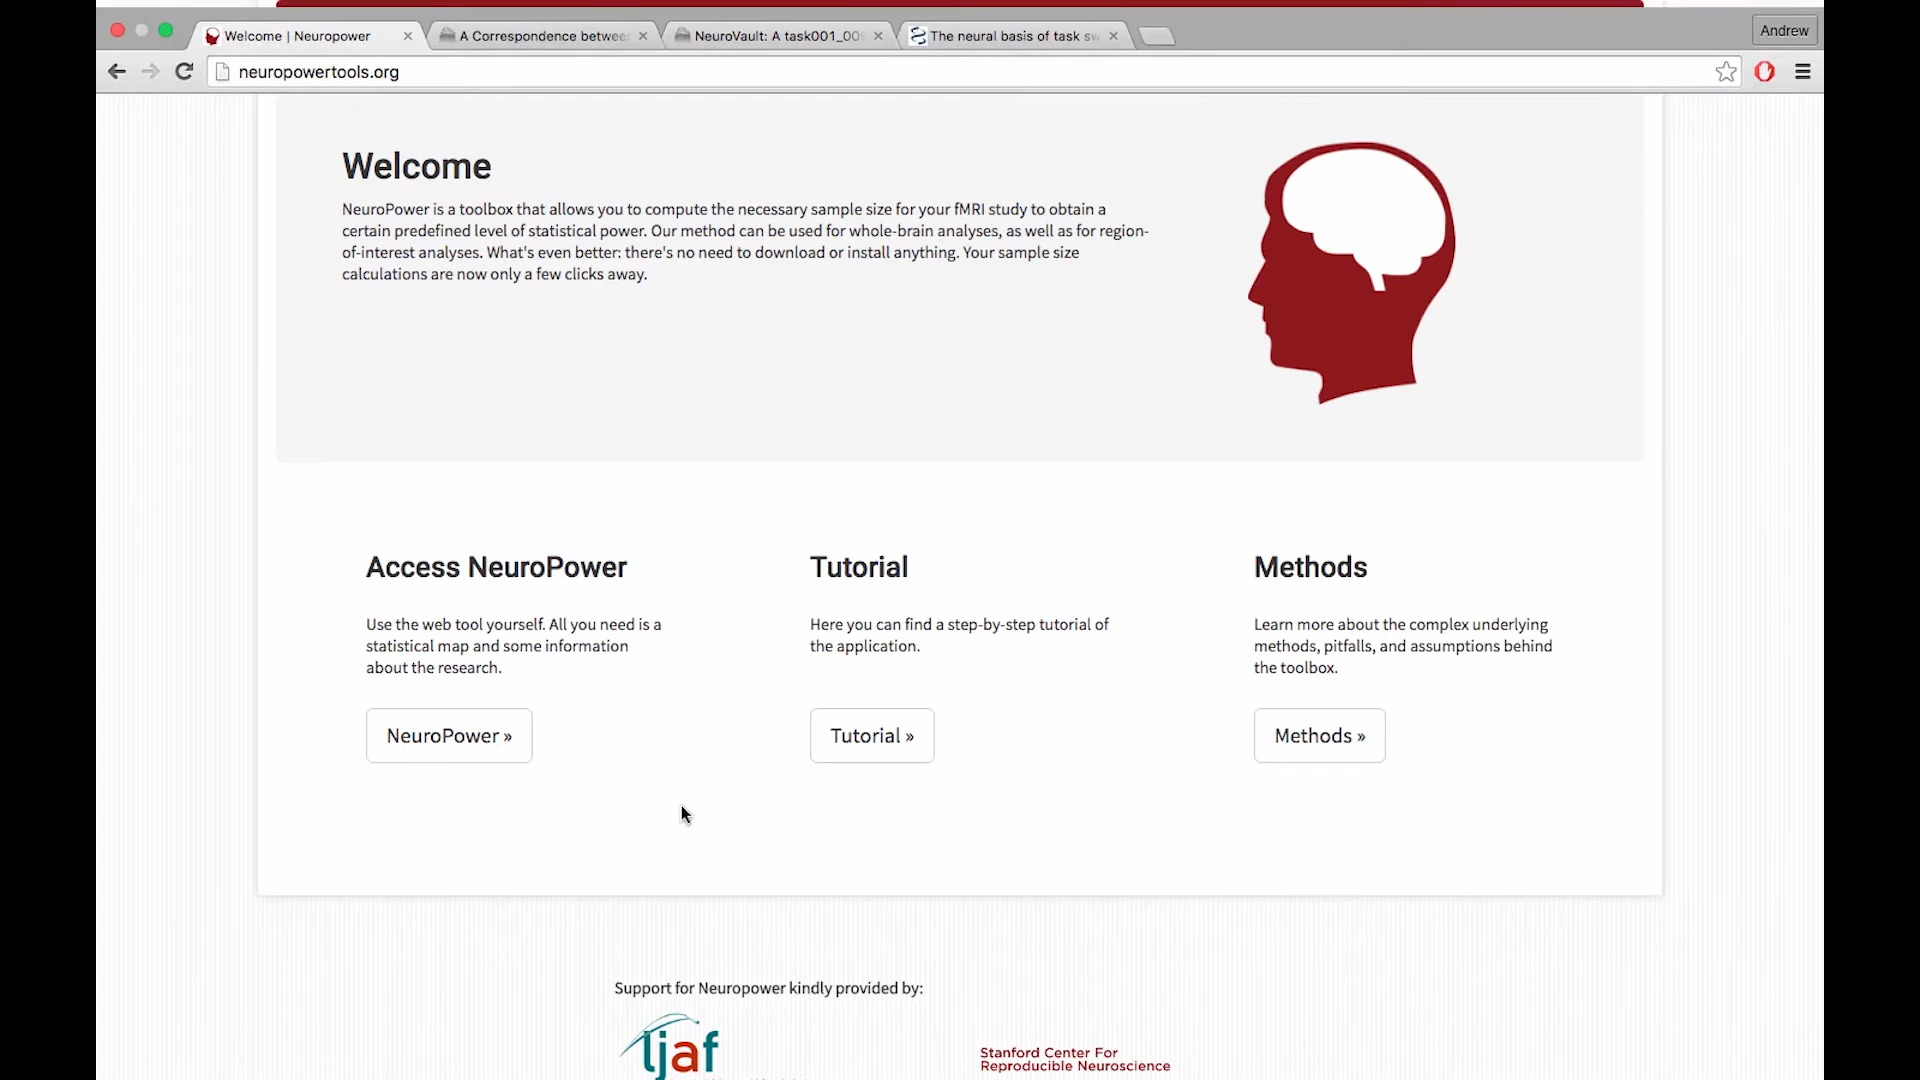 Welcome | Neuropower
A Correspondence betwee
NeuroVault: A task001_00
The neural basis of task sw
Andrew
neuropowertools.org
Welcome
NeuroPower is a toolbox that allows you to compute the necessary sample size for your fMRI study to obtain a
certain predefined level of statistical power. Our method can be used for whole-brain analyses, as well as for region-
of-interest analyses. What's even better: there's no need to download or install anything. Your sample size
calculations are now only a few clicks away.
Access NeuroPower
Use the web tool yourself. All you need is a
statistical map and some information
about the research.
NeuroPower »
Tutorial
Here you can find a step-by-step tutorial of
the application.
Tutorial »
Methods
Learn more about the complex underlying
methods, pitfalls, and assumptions behind
the toolbox.
Methods »
Support for Neuropower kindly provided by:
ljaf
Stanford Center For
Reproducible Neuroscience